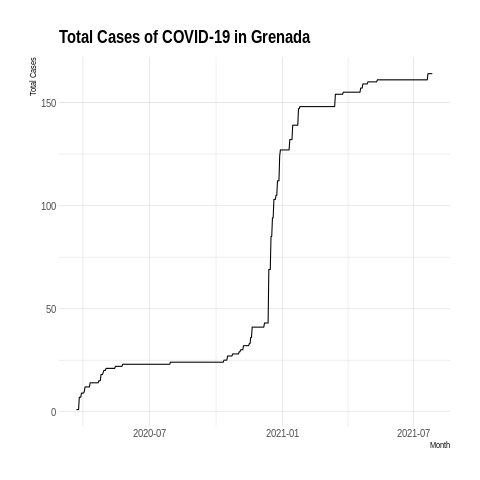 Total Cases of COVID-19 in Grenada
Total Cases
150
100
50
0
2020-07
2021-01
2021-07
Month